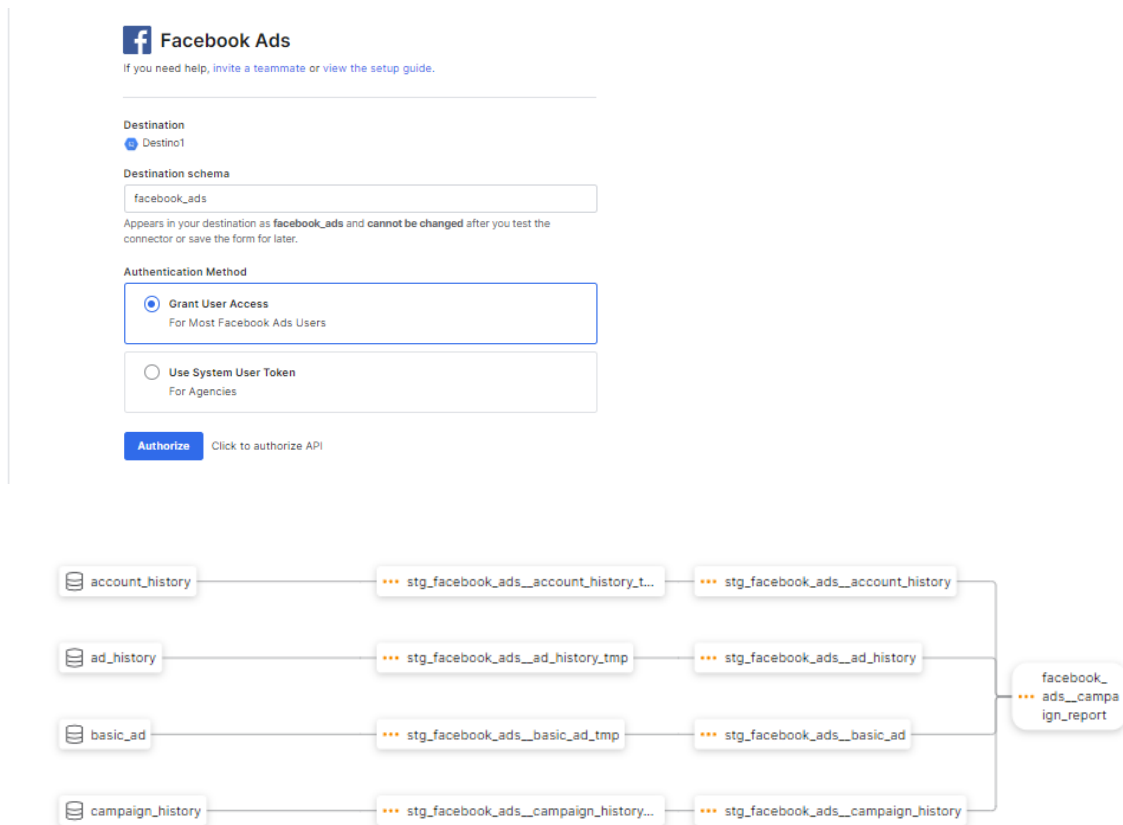 Facebook Ads
If you need help, invite a teammate or view the setup guide.
Destination
Destino1
Destination schema
facebook_ads
Appears in your destination as facebook_ads and cannot be changed after you test the
connector or save the form for later.
Authentication Method
Grant User Access
For Most Facebook Ads Users
Use System User Token
For Agencies
Authorize Click to authorize API
account_history stg_facebook_ads__account_history_t... stg_facebook_ads__account_history
ad_history stg_facebook_ads__ad_history_tmp stg_facebook_ads__ad_history
facebook_
ads__campa
ign_report
basic_ad stg_facebook_ads__basic_ad_tmp stg_facebook_ads__basic_ad
campaign_history stg_facebook_ads__campaign_history... stg_facebook_ads__campaign_history